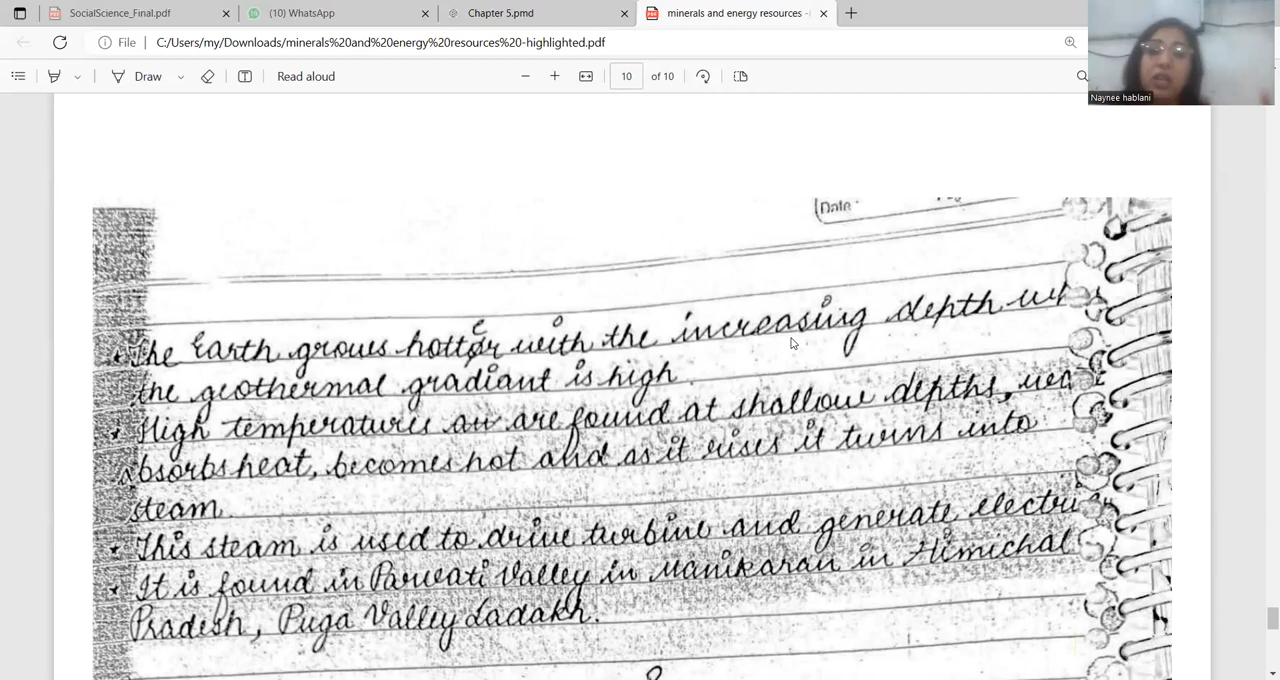 SocialScience_Final.pdf
(10) WhatsApp
Chapter 5.pmd
minerals and energy resources -
File
C:/Users/my/Downloads/minerals%20and%20energy%20resources%20-highlighted.pdf
Draw
Read aloud
10 of 10
Naynee hablani
Date
The Earth grows hotter with the increasing depth
the geothermal gradiant is high.
High temperatures are found at shallow depths,
absorbs heat, becomes hot and as it rises it turns into
steam.
This steam is used to drive turbine and generate
It is found in Parvati Valley in Manikaran in Himichal
Pradesh, Puga Valley Ladakh.